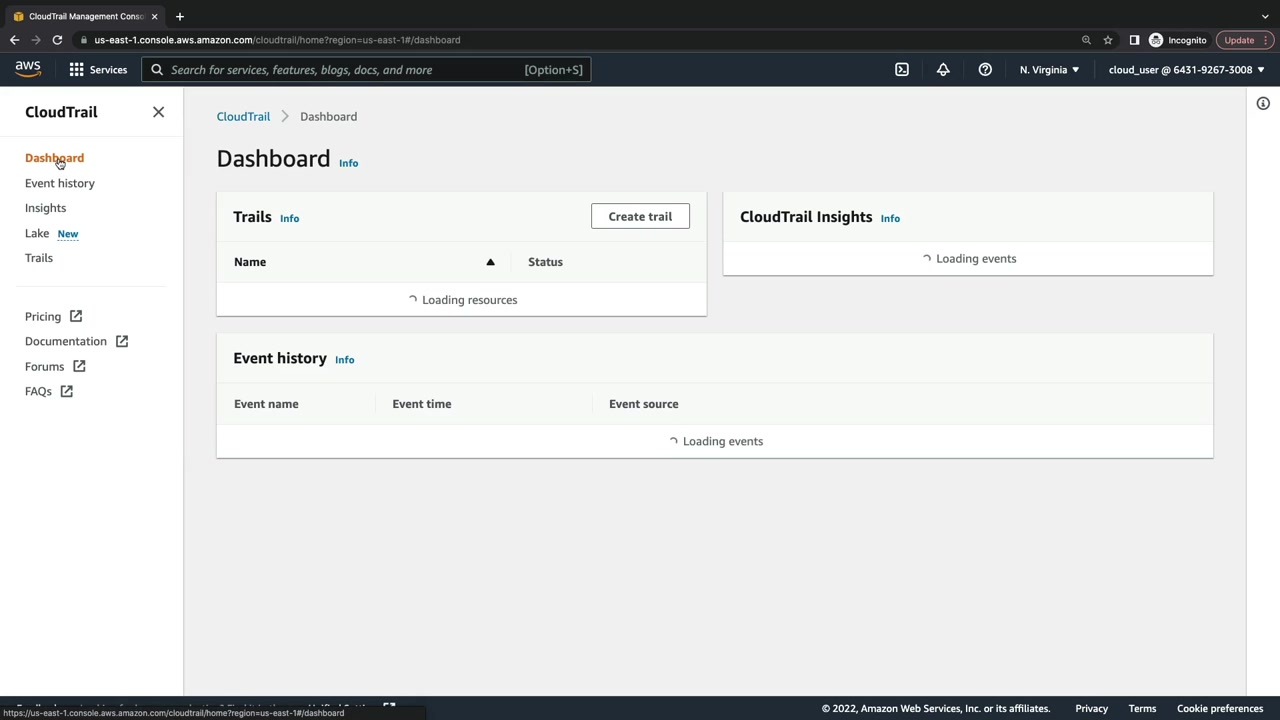 CloudTrail Management Conso
us-east-1.console.aws.amazon.com/cloudtrail/home?region=us-east-1#/dashboard
Incognito
Update
aws
Services
Search for services, features, blogs, docs, and more
[Option+S]
N. Virginia
cloud_user @ 6431-9267-3008
CloudTrail
Dashboard
Event history
Insights
Lake New
Trails
Pricing
Documentation
Forums
FAQs
CloudTrail
Dashboard
Dashboard Info
Trails Info
Create trail
Name
Status
Loading resources
CloudTrail Insights Info
Loading events
Event history Info
Event name
Event time
Event source
Loading events
https://us-east-1.console.aws.amazon.com/cloudtrail/home?region=us-east-1#/dashboard
© 2022, Amazon Web Services, Inc. or its affiliates.
Privacy
Terms
Cookie preferences